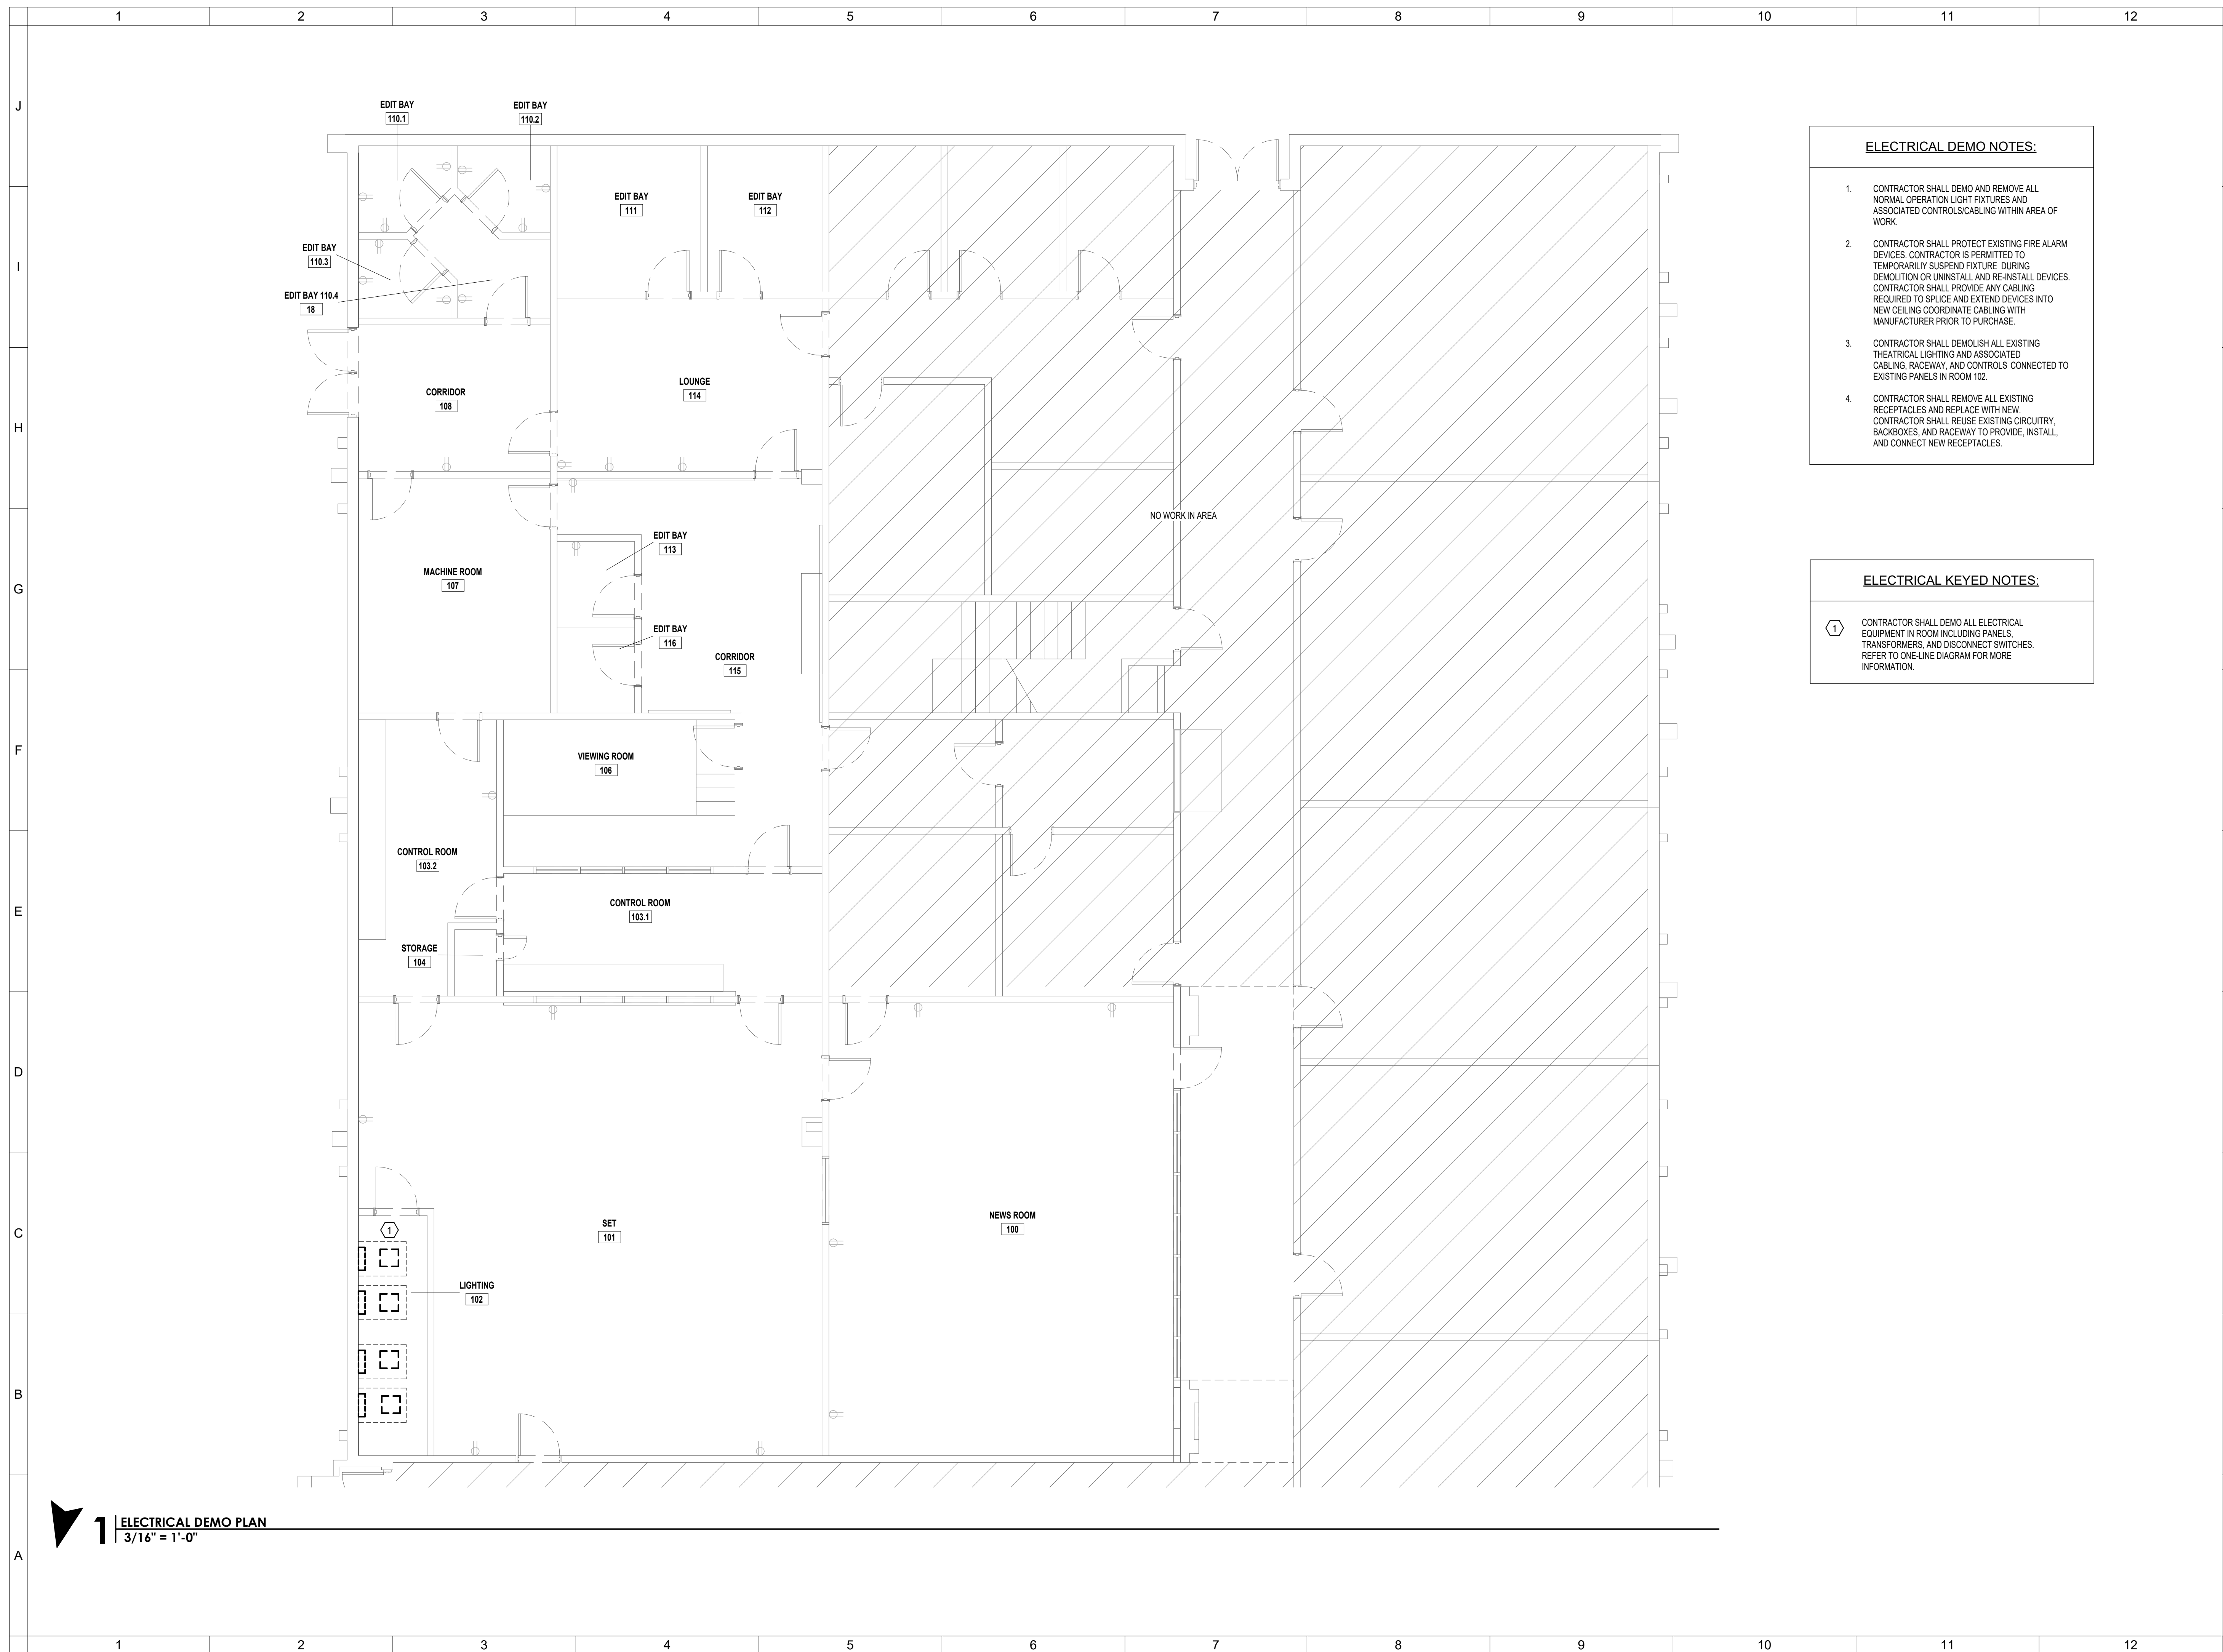 1 2 3 4 5 6 7 8 9 10 11 12
J
I
H
G
F
E
D
C
B
A
EDIT BAY
110.1
EDIT BAY
110.2
EDIT BAY
111
EDIT BAY
112
EDIT BAY
110.3
EDIT BAY 110.4
18
CORRIDOR
108
LOUNGE
114
NO WORK IN AREA
EDIT BAY
113
MACHINE ROOM
107
EDIT BAY
116
CORRIDOR
115
VIEWING ROOM
106
CONTROL ROOM
103.2
CONTROL ROOM
103.1
STORAGE
104
SET
101
NEWS ROOM
100
1
LIGHTING
102
ELECTRICAL DEMO NOTES:
1. CONTRACTOR SHALL DEMO AND REMOVE ALL
NORMAL OPERATION LIGHT FIXTURES AND
ASSOCIATED CONTROLS/CABLING WITHIN AREA OF
WORK.
2. CONTRACTOR SHALL PROTECT EXISTING FIRE ALARM
DEVICES. CONTRACTOR IS PERMITTED TO
TEMPORARILIY SUSPEND FIXTURE DURING
DEMOLITION OR UNINSTALL AND RE-INSTALL DEVICES.
CONTRACTOR SHALL PROVIDE ANY CABLING
REQUIRED TO SPLICE AND EXTEND DEVICES INTO
NEW CEILING COORDINATE CABLING WITH
MANUFACTURER PRIOR TO PURCHASE.
3. CONTRACTOR SHALL DEMOLISH ALL EXISTING
THEATRICAL LIGHTING AND ASSOCIATED
CABLING, RACEWAY, AND CONTROLS CONNECTED TO
EXISTING PANELS IN ROOM 102.
4. CONTRACTOR SHALL REMOVE ALL EXISTING
RECEPTACLES AND REPLACE WITH NEW.
CONTRACTOR SHALL REUSE EXISTING CIRCUITRY,
BACKBOXES, AND RACEWAY TO PROVIDE, INSTALL,
AND CONNECT NEW RECEPTACLES.
ELECTRICAL KEYED NOTES:
1 CONTRACTOR SHALL DEMO ALL ELECTRICAL
EQUIPMENT IN ROOM INCLUDING PANELS,
TRANSFORMERS, AND DISCONNECT SWITCHES.
REFER TO ONE-LINE DIAGRAM FOR MORE
INFORMATION.
1 ELECTRICAL DEMO PLAN
3/16" = 1'-0"
1 2 3 4 5 6 7 8 9 10 11 12